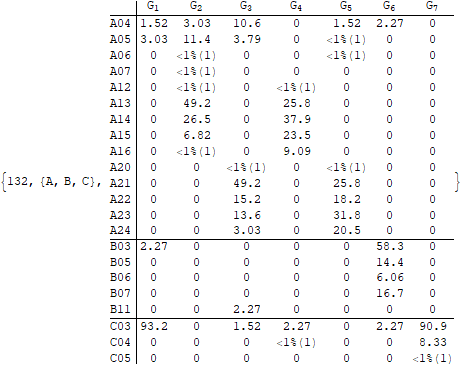 G1 G2 G3 G4 G5 G6 G7
A04 1.52 3.03 10.6 0 1.52 2.27 0
A05 3.03 11.4 3.79 0 <1%(1) 0 0
A06 0 <1%(1) 0 0 <1%(1) 0 0
A07 0 <1%(1) 0 0 0 0 0
A12 0 <1%(1) 0 <1%(1) 0 0 0
A13 0 49.2 0 25.8 0 0 0
A14 0 26.5 0 37.9 0 0 0
A15 0 6.82 0 23.5 0 0 0
A16 0 <1%(1) 0 9.09 0 0 0
{132, {A, B, C}, A20 0 0 <1%(1) 0 <1%(1) 0 0 }
A21 0 0 49.2 0 25.8 0 0
A22 0 0 15.2 0 18.2 0 0
A23 0 0 13.6 0 31.8 0 0
A24 0 0 3.03 0 20.5 0 0
B03 2.27 0 0 0 0 58.3 0
B05 0 0 0 0 0 14.4 0
B06 0 0 0 0 0 6.06 0
B07 0 0 0 0 0 16.7 0
B11 0 0 2.27 0 0 0 0
C03 93.2 0 1.52 2.27 0 2.27 90.9
C04 0 0 0 <1%(1) 0 0 8.33
C05 0 0 0 0 0 0 <1%(1)